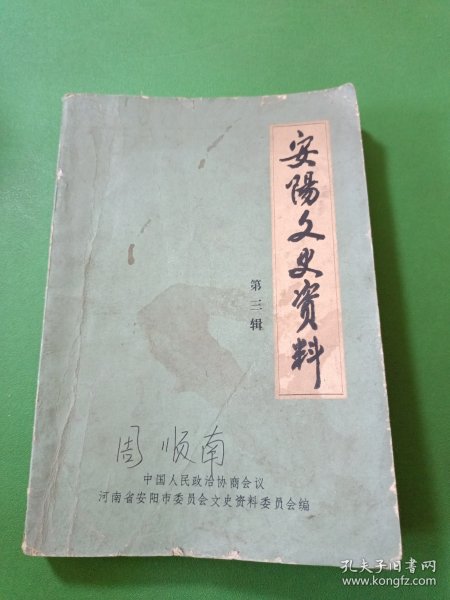 安陽文史资料
第三辑
周顺南
中国人民政治协商会议
河南省安阳市委员会文史资料委员会编
孔夫子旧书网
www.kongfz.com